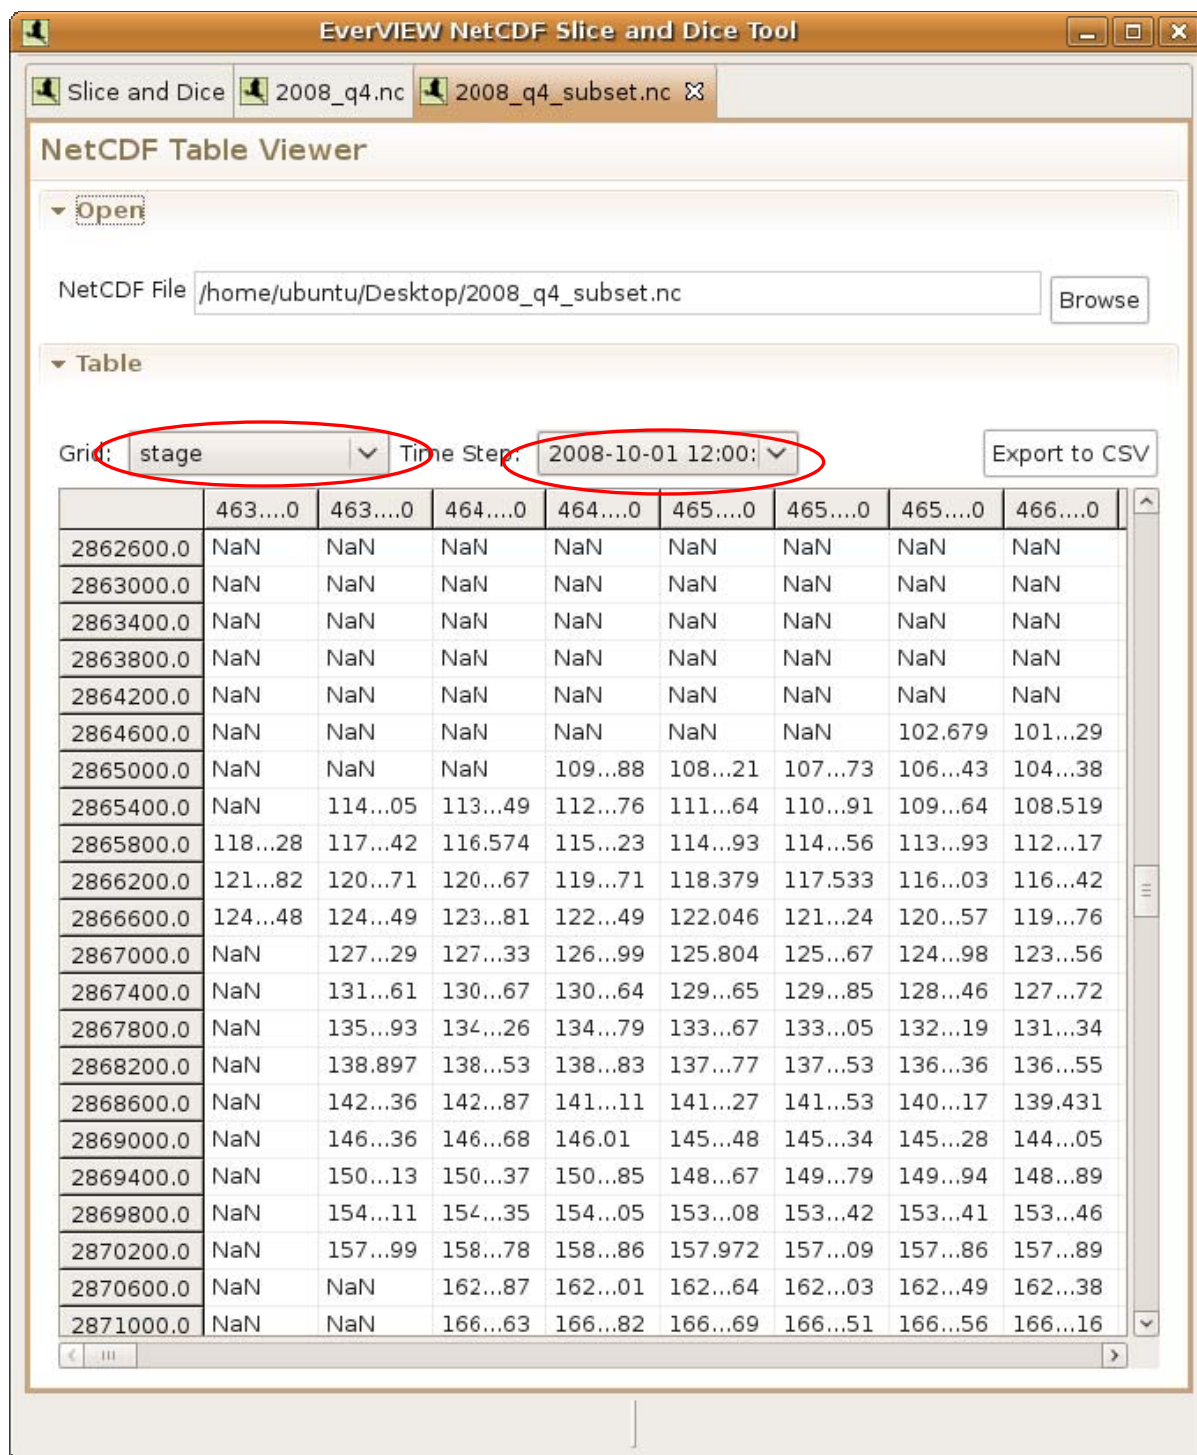 EverVIEW NetCDF Slice and Dice Tool
Slice and Dice 2008_q4.nc 2008_q4_subset.nc
NetCDF Table Viewer
Open
NetCDF File /home/ubuntu/Desktop/2008_q4_subset.nc Browse
Table
Grid: stage Time Step: 2008-10-01 12:00: Export to CSV
463....0 463....0 464....0 464....0 465....0 465....0 465....0 466....0
2862600.0 NaN NaN NaN NaN NaN NaN NaN NaN
2863000.0 NaN NaN NaN NaN NaN NaN NaN NaN
2863400.0 NaN NaN NaN NaN NaN NaN NaN NaN
2863800.0 NaN NaN NaN NaN NaN NaN NaN NaN
2864200.0 NaN NaN NaN NaN NaN NaN NaN NaN
2864600.0 NaN NaN NaN NaN NaN NaN 102.679 101...29
2865000.0 NaN NaN NaN 109...88 108...21 107...73 106...43 104...38
2865400.0 NaN 114...05 113...49 112...76 111...64 110...91 109...64 108.519
2865800.0 118...28 117...42 116.574 115...23 114...93 114...56 113...93 112...17
2866200.0 121...82 120...71 120...67 119...71 118.379 117.533 116...03 116...42
2866600.0 124...48 124...49 123...81 122...49 122.046 121...24 120...57 119...76
2867000.0 NaN 127...29 127...33 126...99 125.804 125...67 124...98 123...56
2867400.0 NaN 131...61 130...67 130...64 129...65 129...85 128...46 127...72
2867800.0 NaN 135...93 134...26 134...79 133...67 133...05 132...19 131...34
2868200.0 NaN 138.897 138...53 138...83 137...77 137...53 136...36 136...55
2868600.0 NaN 142...36 142...87 141...11 141...27 141...53 140...17 139.431
2869000.0 NaN 146...36 146...68 146.01 145...48 145...34 145...28 144...05
2869400.0 NaN 150...13 150...37 150...85 148...67 149...79 149...94 148...89
2869800.0 NaN 154...11 154...35 154...05 153...08 153...42 153...41 153...46
2870200.0 NaN 157...99 158...78 158...86 157.972 157...09 157...86 157...89
2870600.0 NaN NaN 162...87 162...01 162...64 162...03 162...49 162...38
2871000.0 NaN NaN 166...63 166...82 166...69 166...51 166...56 166...16